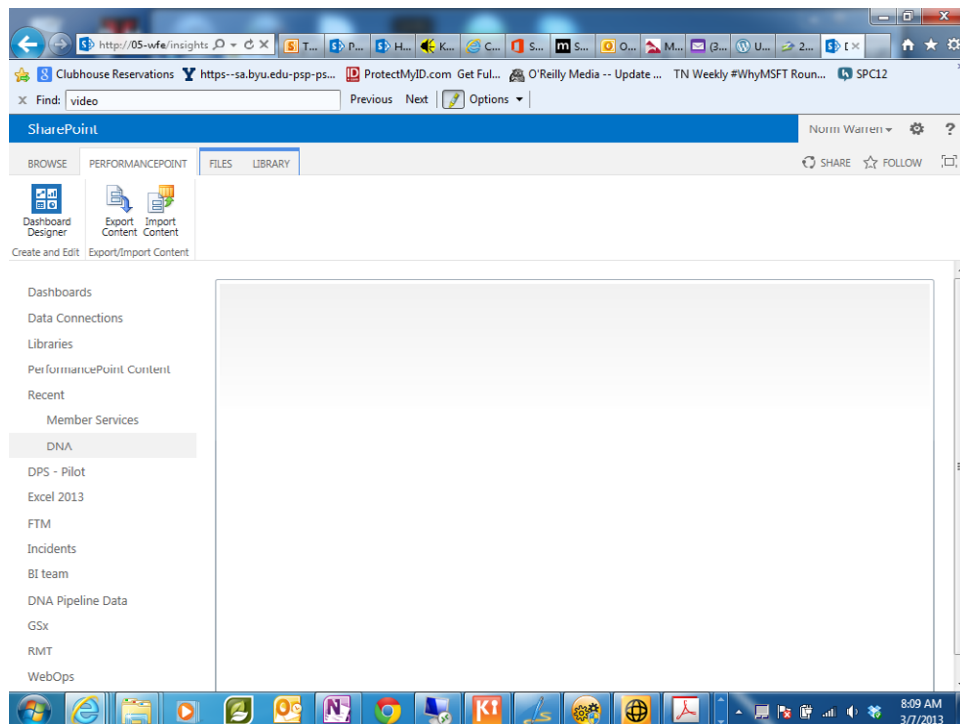 http://05-wfe/insights
T...
P...
H...
K...
C...
S...
S...
O...
M...
(3...
U...
2...
Clubhouse Reservations
https--sa.byu.edu-psp-ps...
ProtectMyID.com Get Ful...
O'Reilly Media -- Update ...
TN Weekly #WhyMSFT Roun...
SPC12
x Find: video
Previous Next Options
SharePoint
Norm Warren
?
BROWSE PERFORMANCEPOINT FILES LIBRARY
SHARE FOLLOW
Dashboard Designer
Export Content
Import Content
Create and Edit
Export/Import Content
Dashboards
Data Connections
Libraries
PerformancePoint Content
Recent
Member Services
DNA
DPS - Pilot
Excel 2013
FTM
Incidents
BI team
DNA Pipeline Data
GSx
RMT
WebOps
8:09 AM
3/7/2013